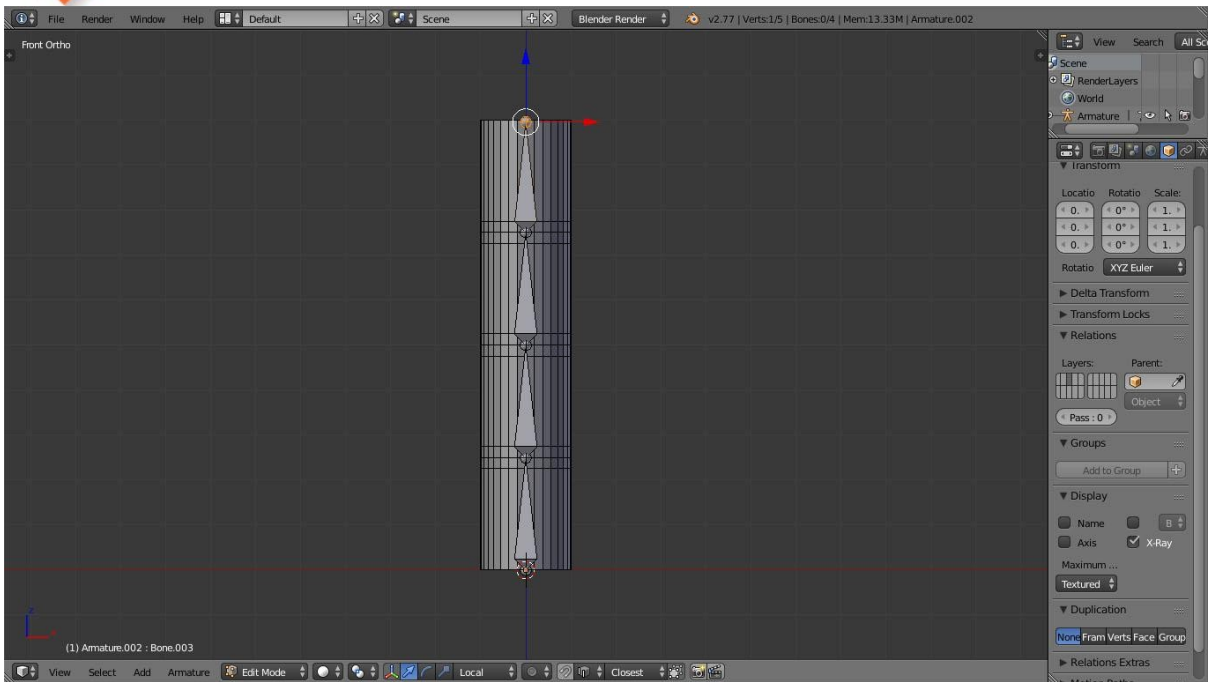 File Render Window Help Default Scene Blender Render v2.77 | Verts:1/5 | Bones:0/4 | Mem:13.33M | Armature.002
Front Ortho
View Search All Sc
Scene
RenderLayers
World
Armature
Transform
Locatio Rotatio Scale:
0. 0° 1.
0. 0° 1.
0. 0° 1.
Rotatio XYZ Euler
Delta Transform
Transform Locks
Relations
Layers: Parent:
Object
Pass : 0
Groups
Add to Group
Display
Name B
Axis X-Ray
Maximum ...
Textured
Duplication
None Fram Verts Face Group
Relations Extras
z
x
(1) Armature.002 : Bone.003
View Select Add Armature Edit Mode Local Closest